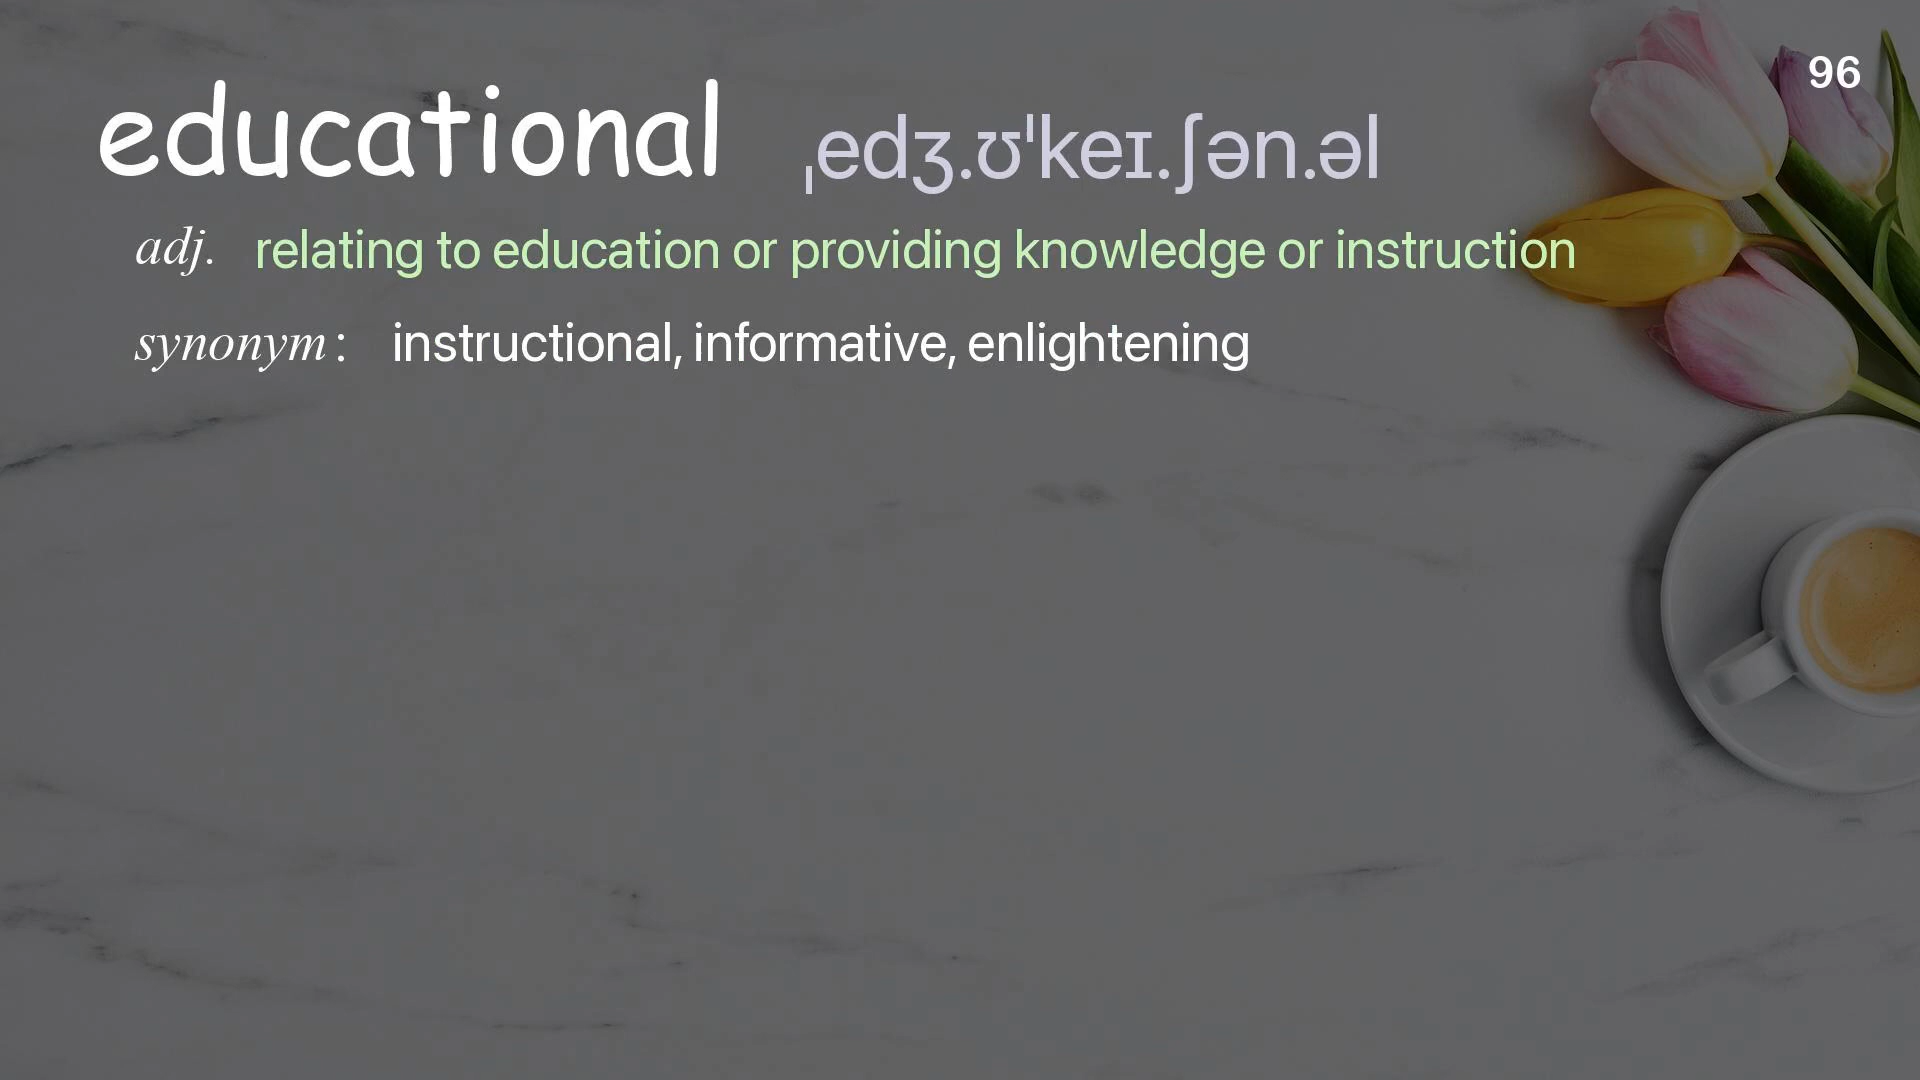 96
educational ˌedʒ.ʊˈkeɪ.ʃən.əl
adj. relating to education or providing knowledge or instruction
synonym: instructional, informative, enlightening